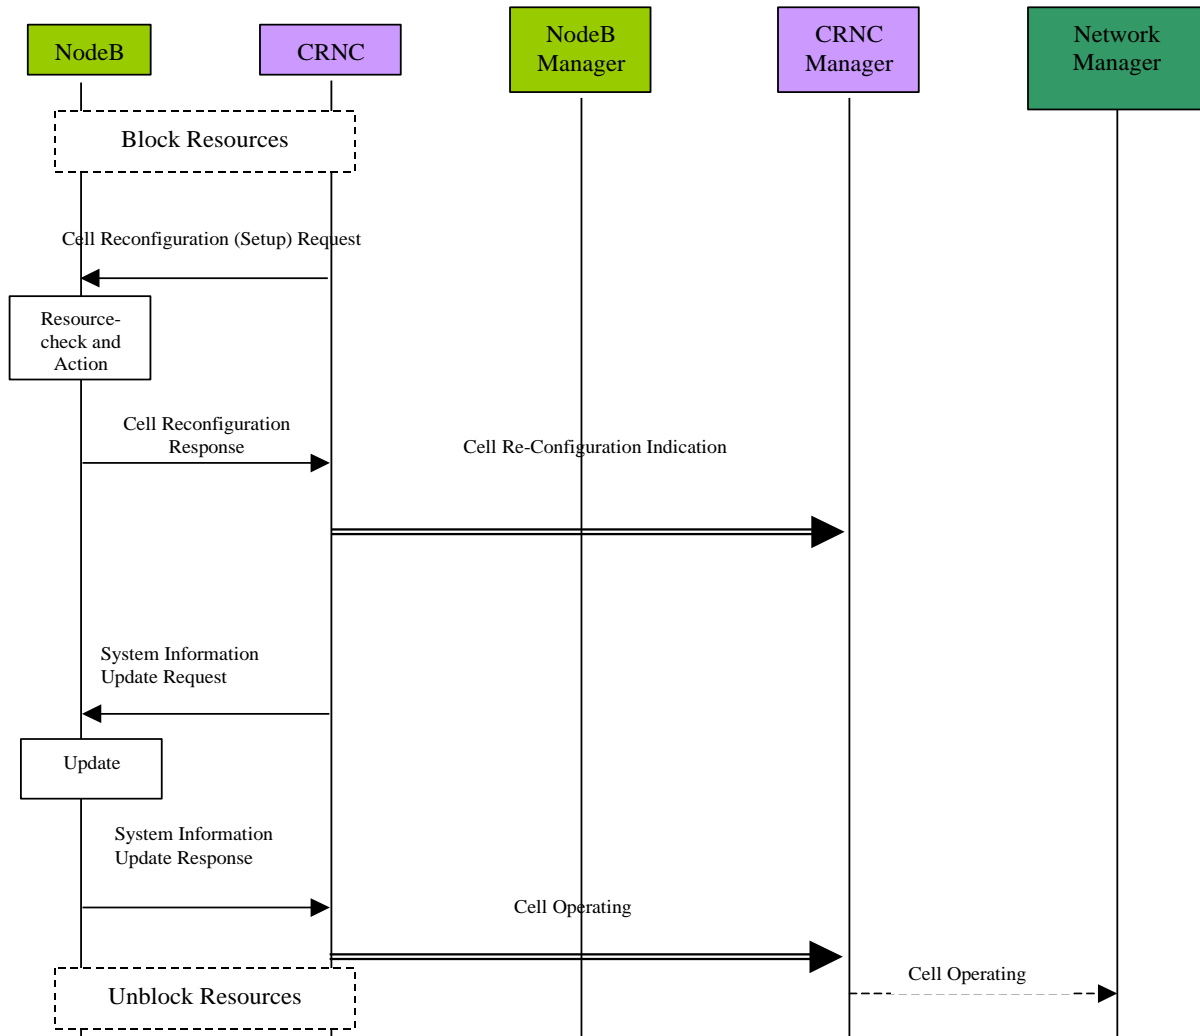 NodeB
CRNC
NodeB
Manager
CRNC
Manager
Network
Manager
Block Resources
Cell Reconfiguration (Setup) Request
Resource-
check and
Action
Cell Reconfiguration
Response
Cell Re-Configuration Indication
System Information
Update Request
Update
System Information
Update Response
Cell Operating
Cell Operating
Unblock Resources